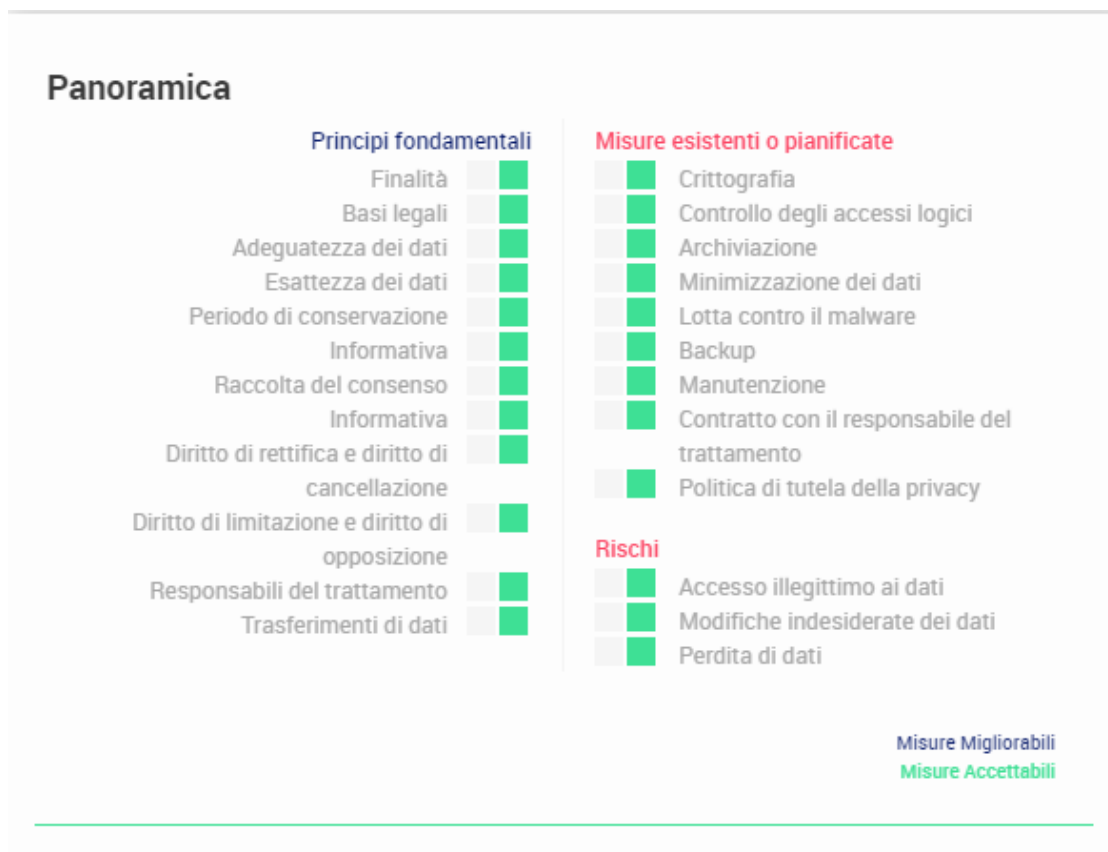 Panoramica
Principi fondamentali
Finalità
Basi legali
Adeguatezza dei dati
Esattezza dei dati
Periodo di conservazione
Informativa
Raccolta del consenso
Informativa
Diritto di rettifica e diritto di
cancellazione
Diritto di limitazione e diritto di
opposizione
Responsabili del trattamento
Trasferimenti di dati
Misure esistenti o pianificate
Crittografia
Controllo degli accessi logici
Archiviazione
Minimizzazione dei dati
Lotta contro il malware
Backup
Manutenzione
Contratto con il responsabile del
trattamento
Politica di tutela della privacy
Rischi
Accesso illegittimo ai dati
Modifiche indesiderate dei dati
Perdita di dati
Misure Migliorabili
Misure Accettabili